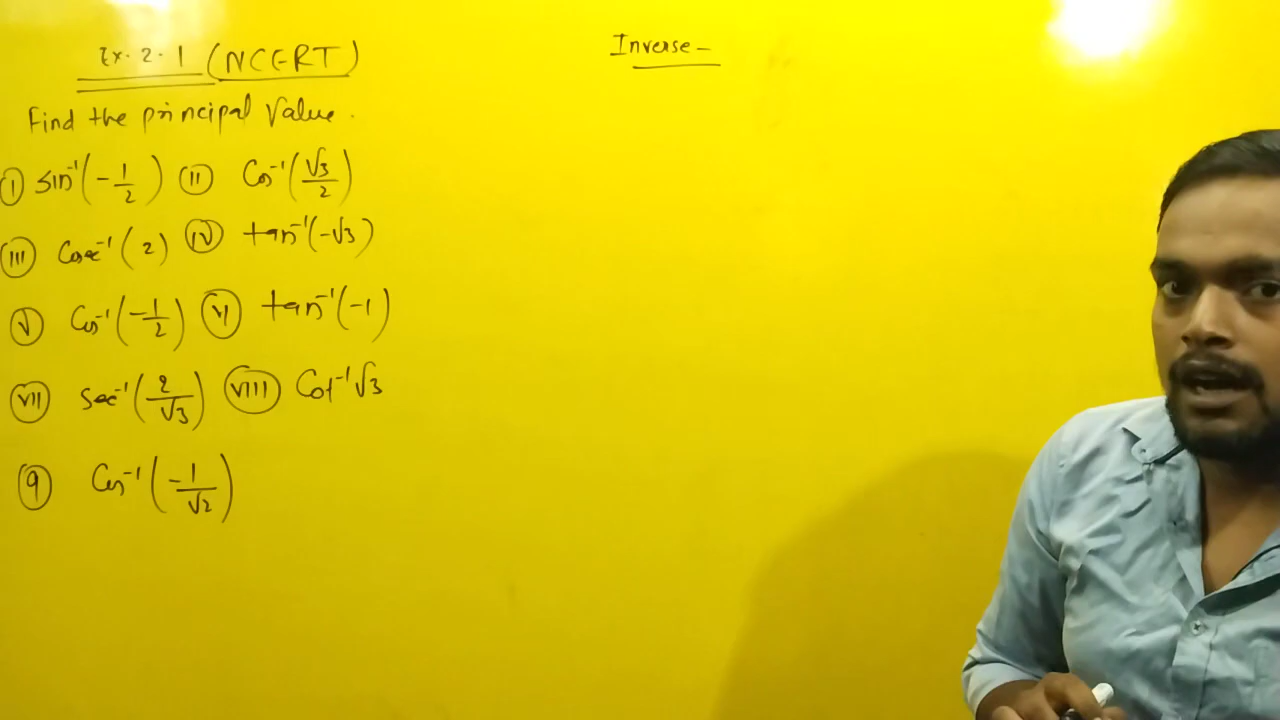 Ex. 2.1 (NCERT)
Inverse -
Find the principal Value.
(i) sin⁻¹(-1/2) (ii) Cos⁻¹(√3/2)
(iii) Cosec⁻¹(2) (iv) tan⁻¹(-√3)
(v) Cos⁻¹(-1/2) (vi) tan⁻¹(-1)
(vii) Sec⁻¹(2/√3) (viii) Cot⁻¹√3
(9) Cos⁻¹(-1/√2)